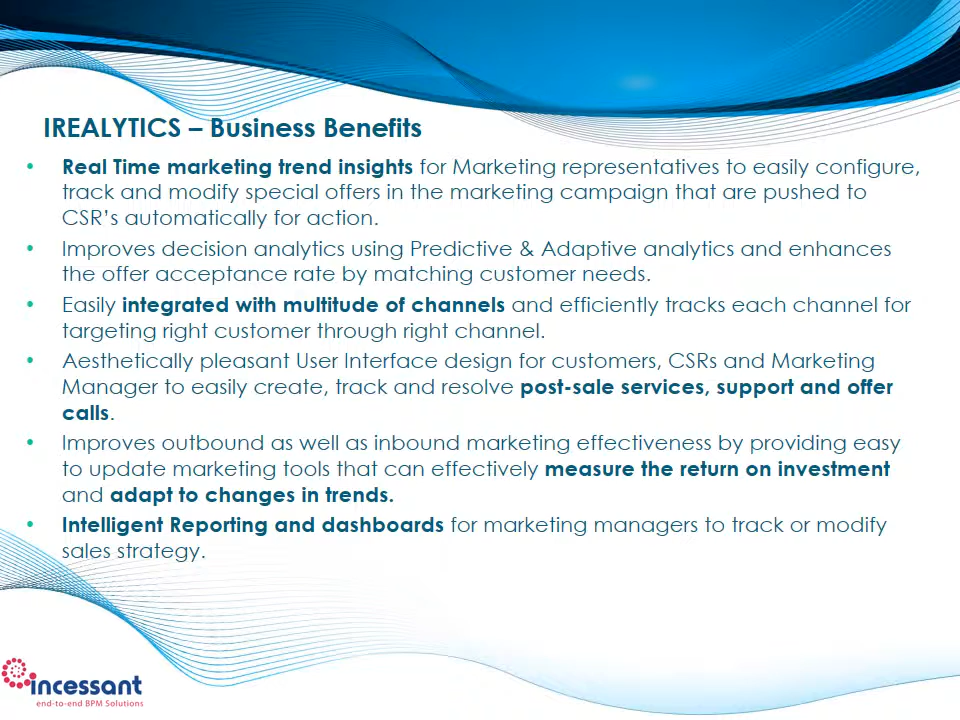 IREALYTICS – Business Benefits
• Real Time marketing trend insights for Marketing representatives to easily configure,
track and modify special offers in the marketing campaign that are pushed to
CSR’s automatically for action.
• Improves decision analytics using Predictive & Adaptive analytics and enhances
the offer acceptance rate by matching customer needs.
• Easily integrated with multitude of channels and efficiently tracks each channel for
targeting right customer through right channel.
• Aesthetically pleasant User Interface design for customers, CSRs and Marketing
Manager to easily create, track and resolve post-sale services, support and offer
calls.
• Improves outbound as well as inbound marketing effectiveness by providing easy
to update marketing tools that can effectively measure the return on investment
and adapt to changes in trends.
• Intelligent Reporting and dashboards for marketing managers to track or modify
sales strategy.
incessant
end-to-end BPM Solutions